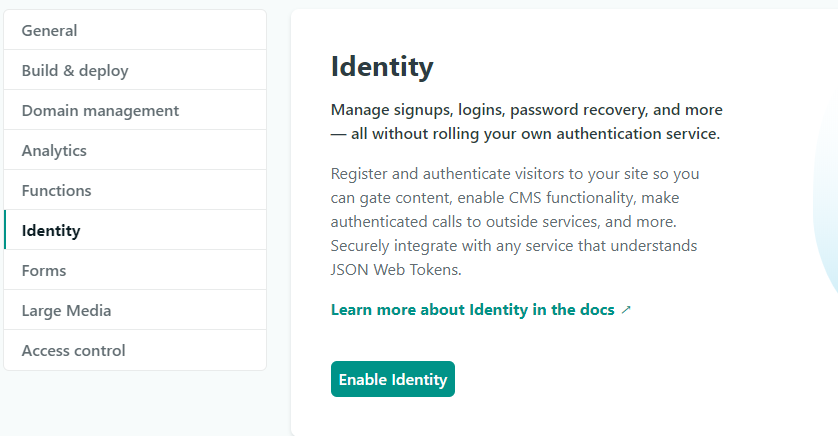 General
Build & deploy
Domain management
Analytics
Functions
Identity
Forms
Large Media
Access control
Identity
Manage signups, logins, password recovery, and more
— all without rolling your own authentication service.
Register and authenticate visitors to your site so you
can gate content, enable CMS functionality, make
authenticated calls to outside services, and more.
Securely integrate with any service that understands
JSON Web Tokens.
Learn more about Identity in the docs ↗
Enable Identity